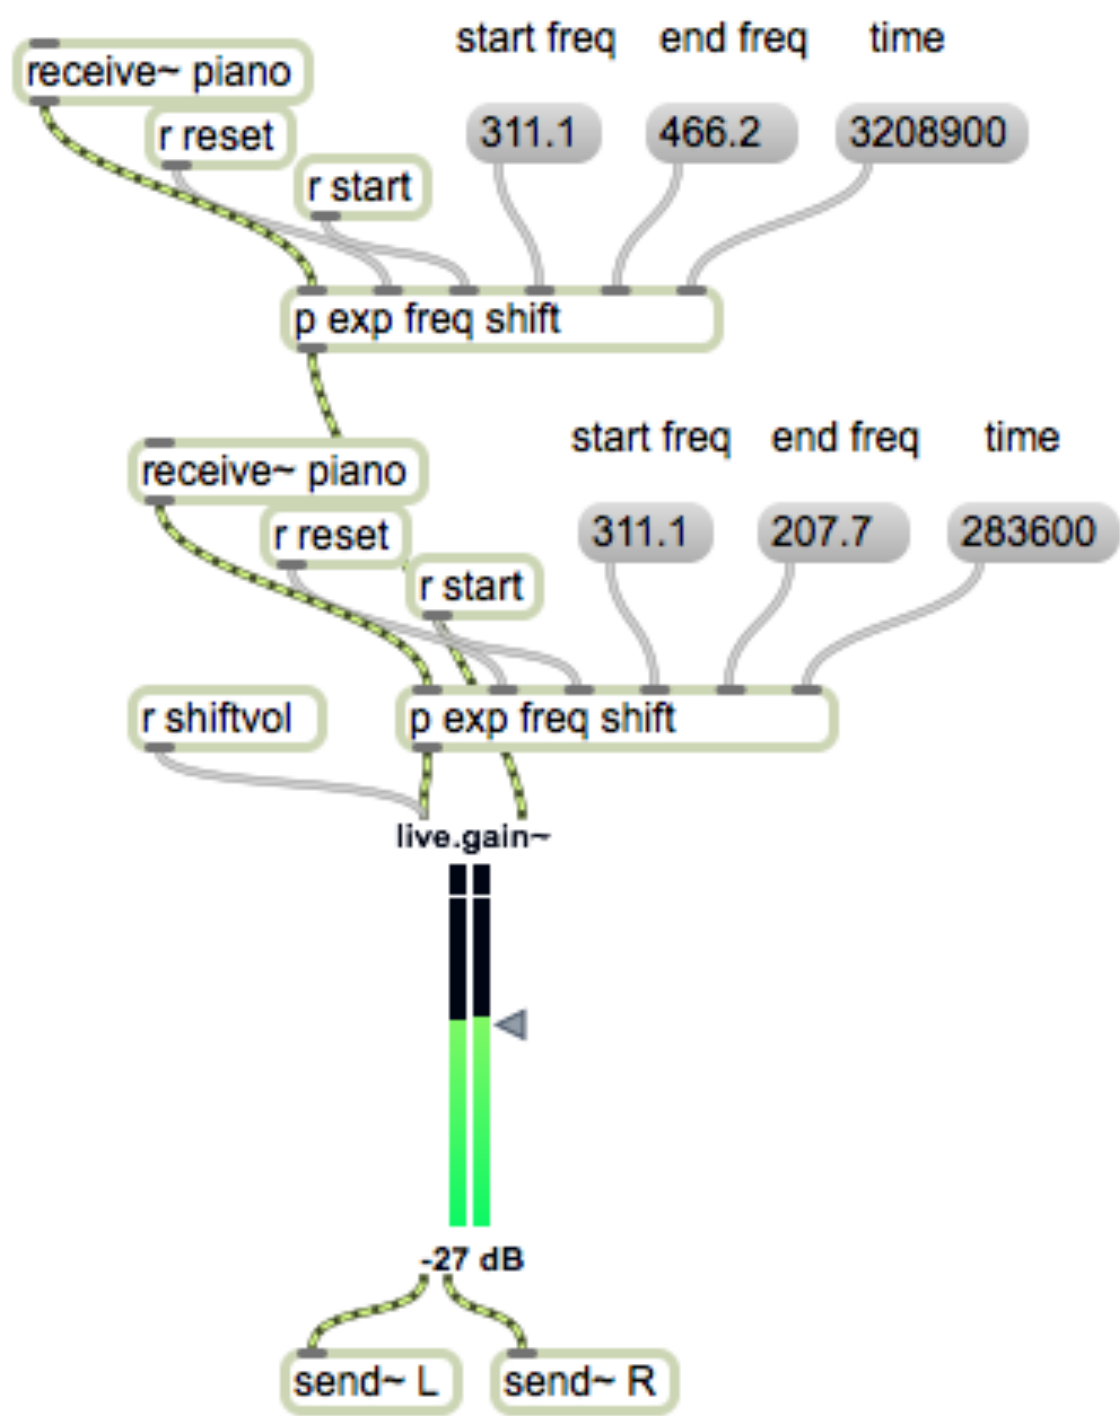 start freq end freq time
receive~ piano
r reset
311.1 466.2 3208900
r start
p exp freq shift
start freq end freq time
receive~ piano
r reset
311.1 207.7 283600
r start
r shiftvol
p exp freq shift
live.gain~
-27 dB
send~ L send~ R